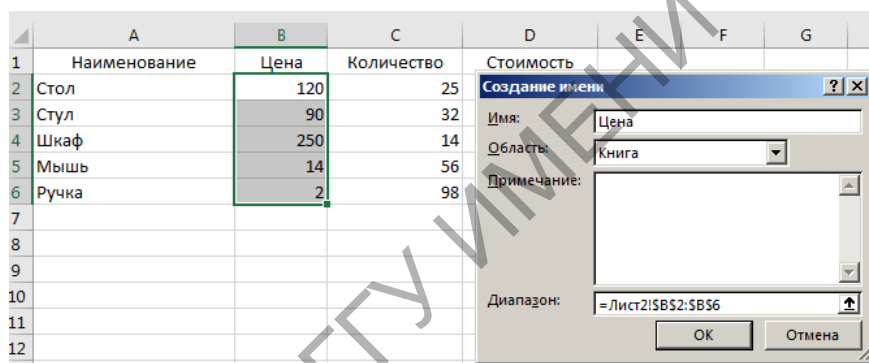 A B C D E F G
1 Наименование Цена Количество Стоимость
2 Стол 120 25
3 Стул 90 32
4 Шкаф 250 14
5 Мышь 14 56
6 Ручка 2 98
7
8
9
10
11
12
Создание имени ? X
Имя: Цена
Область: Книга
Примечание:
Диапазон: =Лист2!$B$2:$B$6
ОК Отмена
ГГУ ИМЕНИ